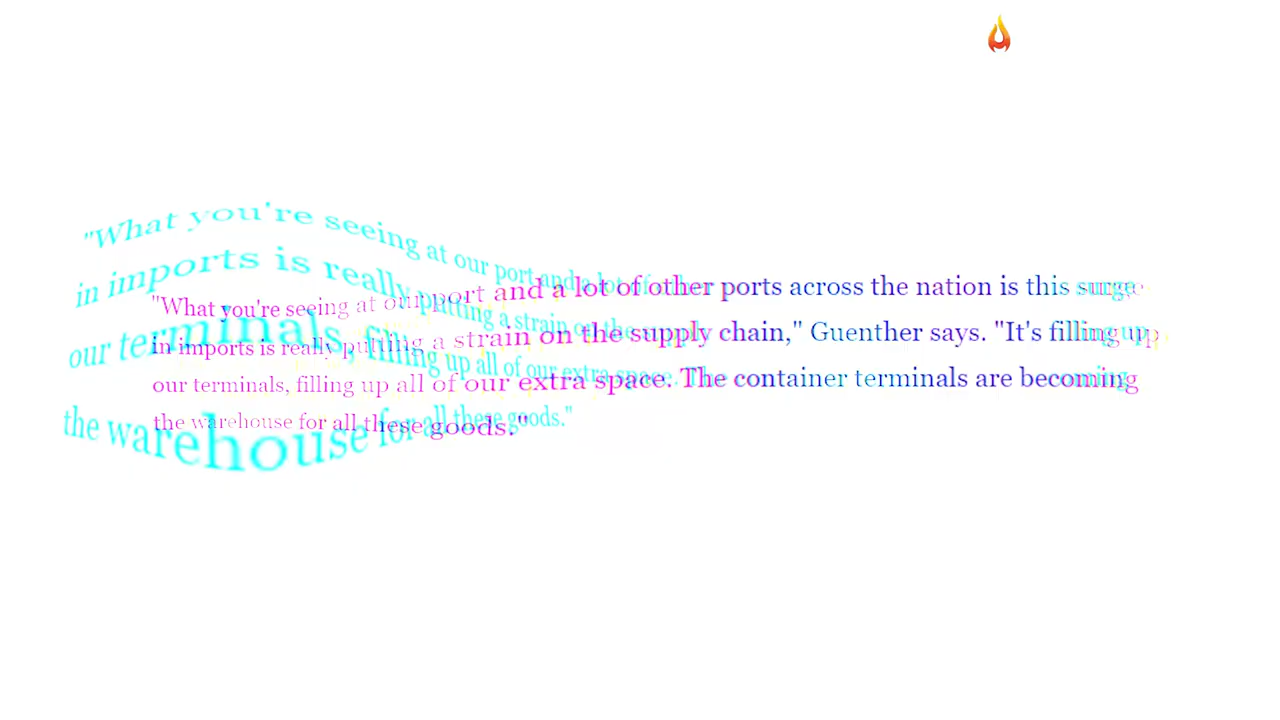 "What you're seeing at our port and a lot of other ports across the nation is this surge
in imports is really putting a strain on the supply chain," Guenther says. "It's filling up
our terminals, filling up all of our extra space. The container terminals are becoming
the warehouse for all these goods."